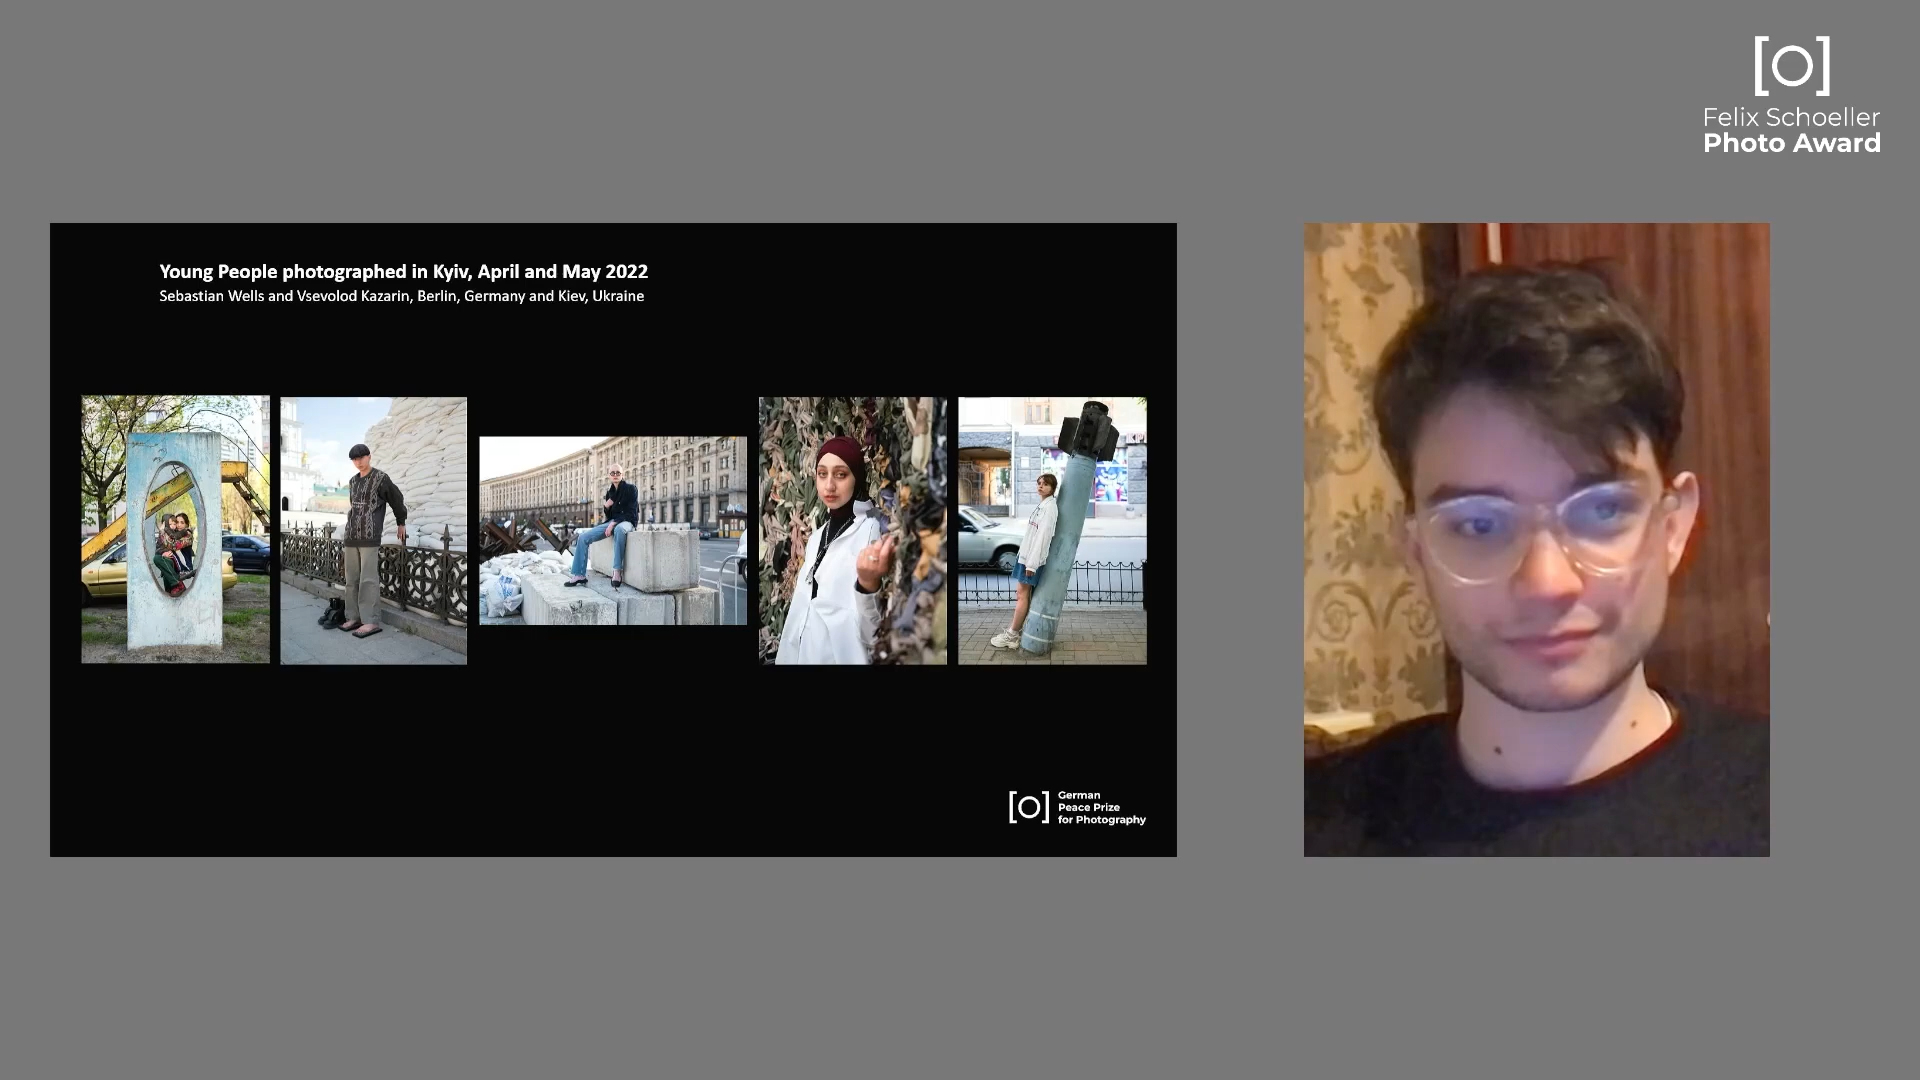 Felix Schoeller
Photo Award
Young People photographed in Kyiv, April and May 2022
Sebastian Wells and Vsevolod Kazarin, Berlin, Germany and Kiev, Ukraine
German
Peace Prize
for Photography